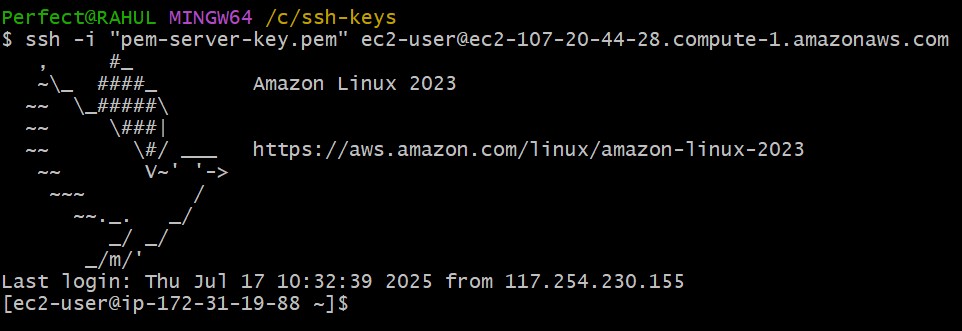 Perfect@RAHUL MINGW64 /c/ssh-keys
$ ssh -i "pem-server-key.pem" ec2-user@ec2-107-20-44-28.compute-1.amazonaws.com
   ,     #_
   ~\_  ####_        Amazon Linux 2023
  ~~  \_#####\
  ~~     \###|
  ~~       \#/ ___   https://aws.amazon.com/linux/amazon-linux-2023
   ~~       V~' '->
    ~~~         /
      ~~._.   _/
         _/ _/
       _/m/'
Last login: Thu Jul 17 10:32:39 2025 from 117.254.230.155
[ec2-user@ip-172-31-19-88 ~]$